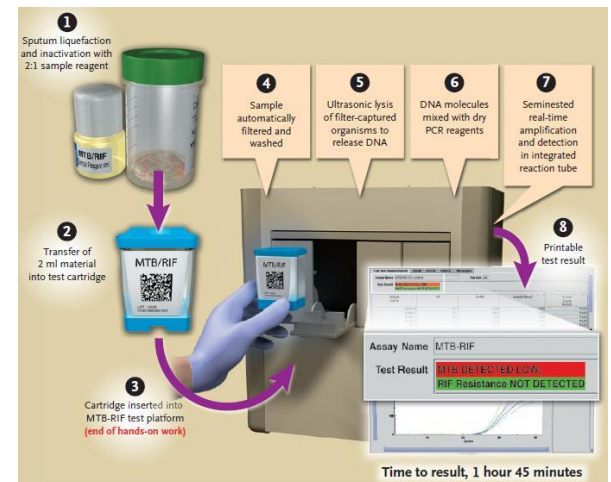 1
Sputum liquefaction
and inactivation with
2:1 sample reagent
MTB/RIF
2
Transfer of
2 ml material
into test cartridge
MTB/RIF
3
Cartridge inserted into
MTB-RIF test platform
(end of hands-on work)
4
Sample
automatically
filtered and
washed
5
Ultrasonic lysis
of filter-captured
organisms to
release DNA
6
DNA molecules
mixed with dry
PCR reagents
7
Seminested
real-time
amplification
and detection
in integrated
reaction tube
MTB/RIF
8
Printable
test result
Assay Name MTB-RIF
Test Result MTB DETECTED LOW;
RIF Resistance NOT DETECTED
Time to result, 1 hour 45 minutes